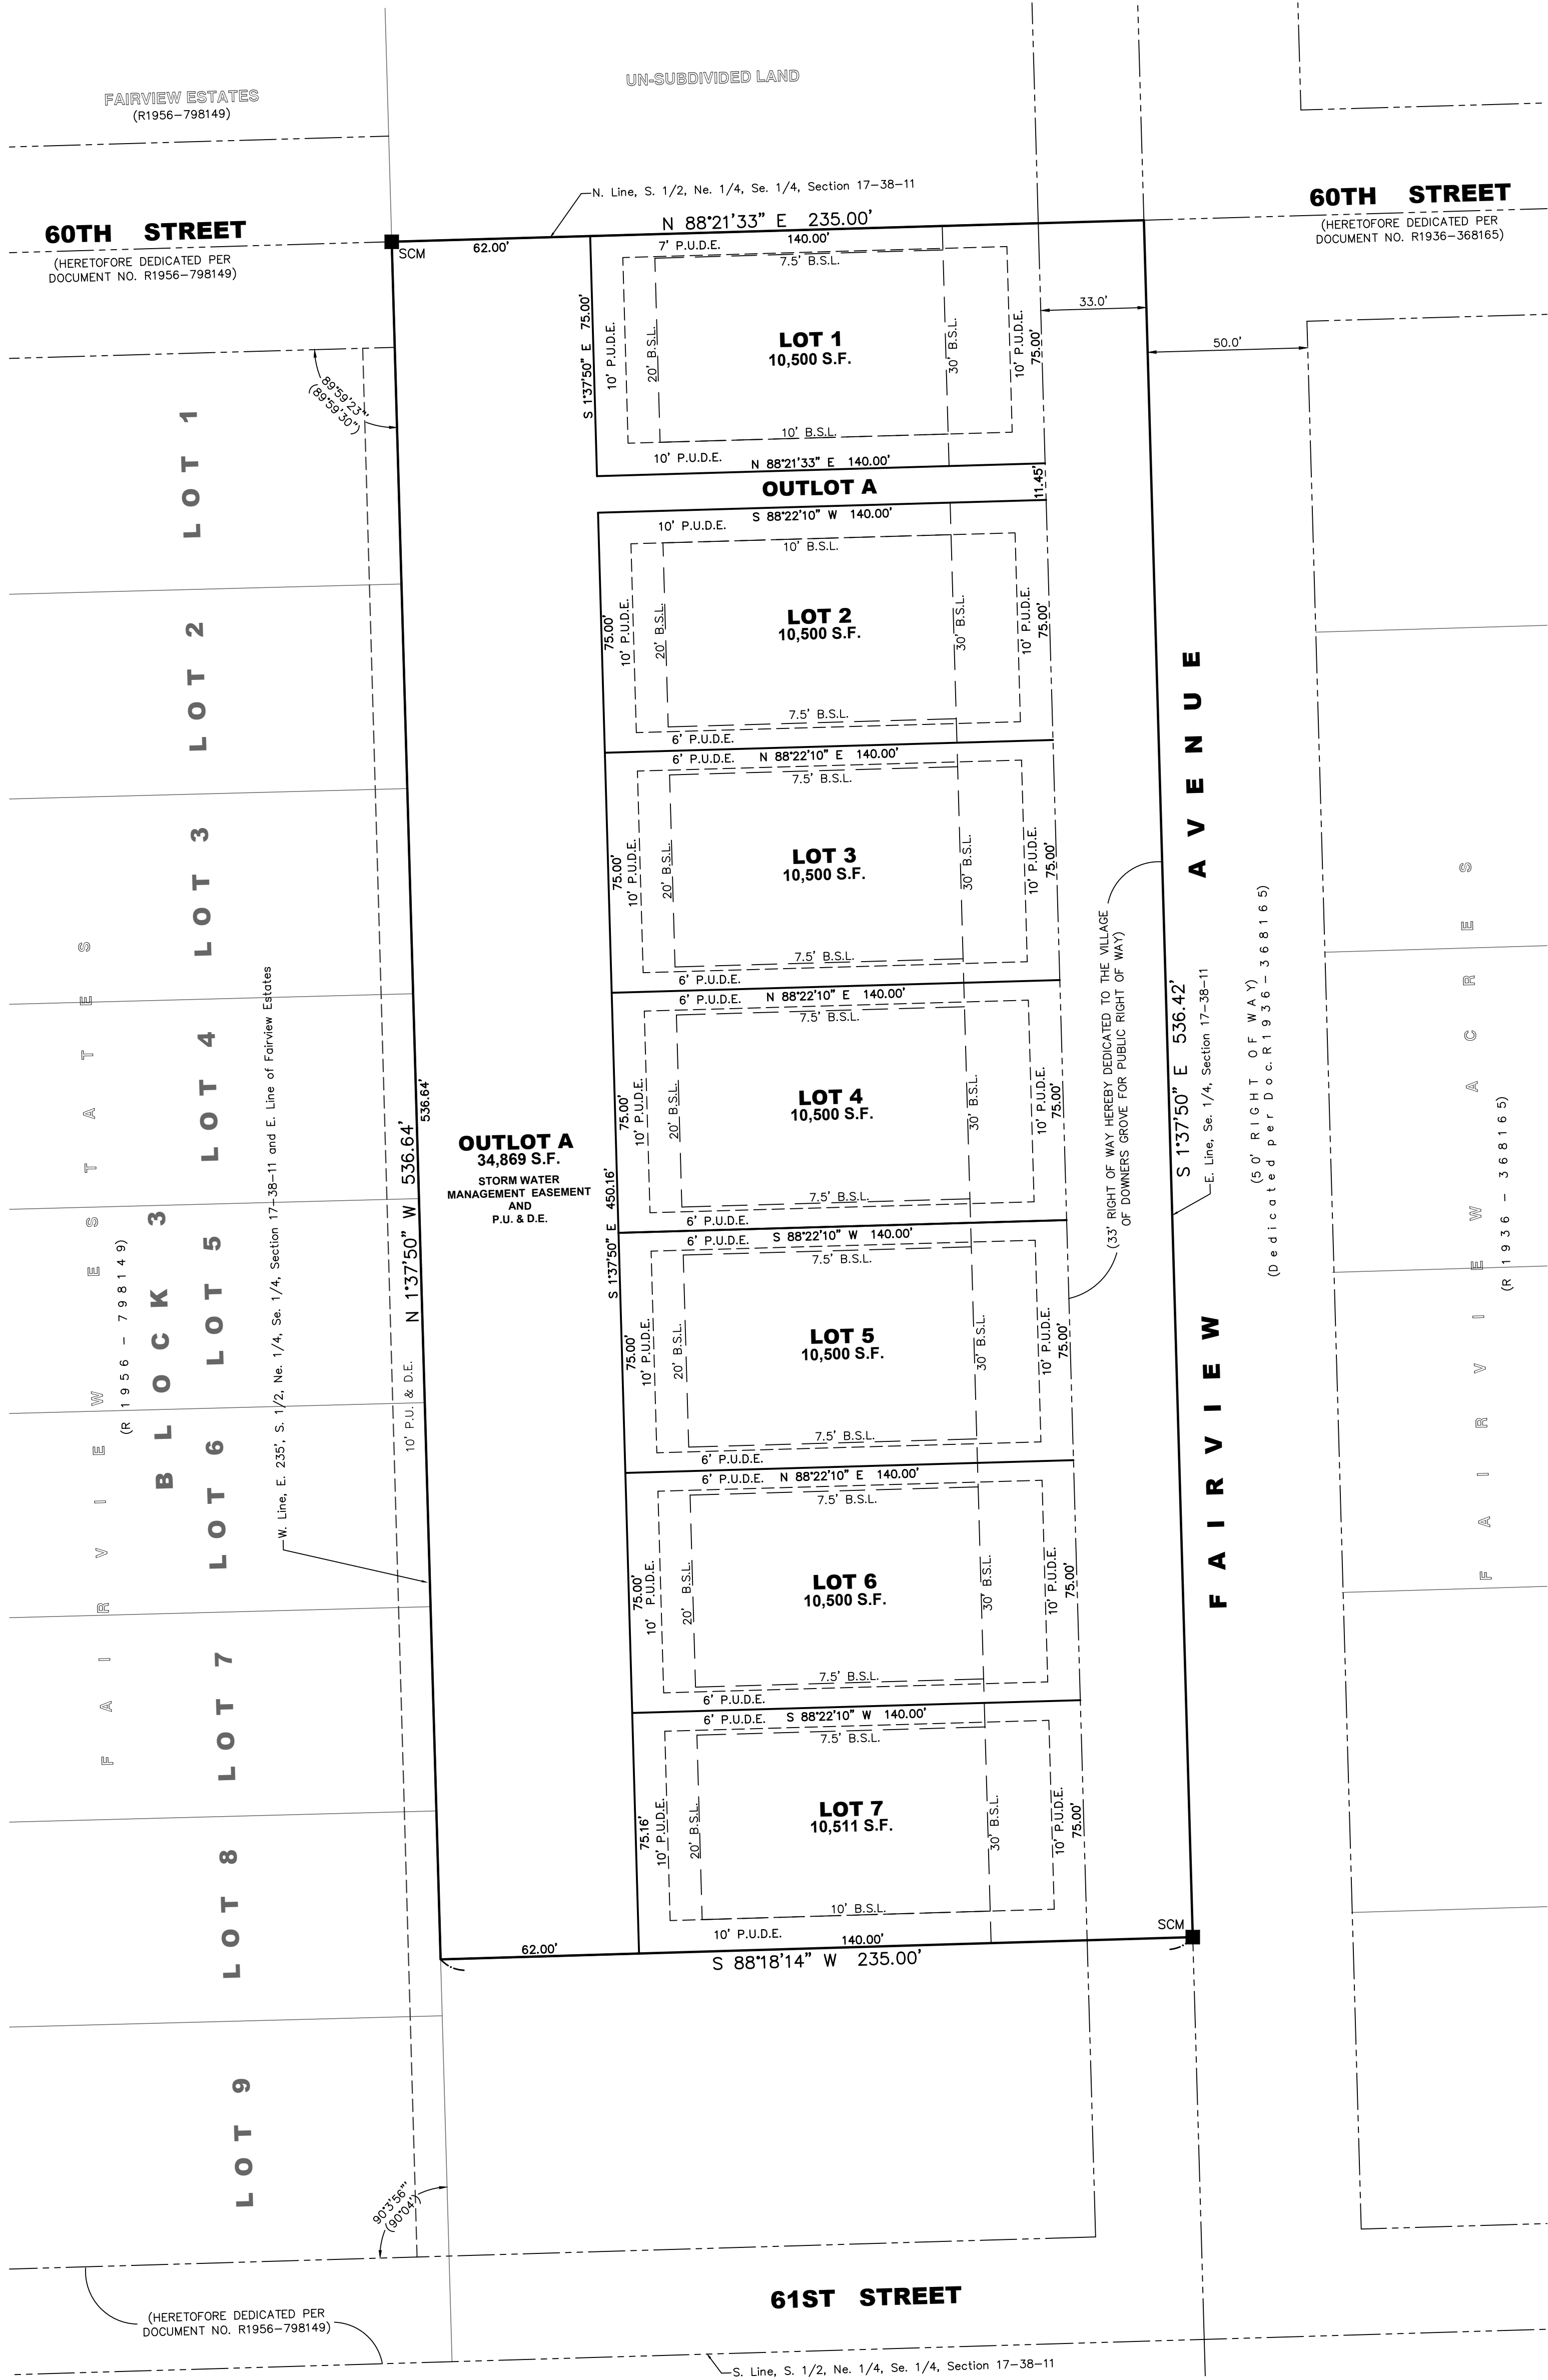 UN-SUBDIVIDED LAND
FAIRVIEW ESTATES
(R1956-798149)
60TH STREET
(HERETOFORE DEDICATED PER
DOCUMENT NO. R1956-798149)
N. Line, S. 1/2, Ne. 1/4, Se. 1/4, Section 17-38-11
N 88°21'33" E 235.00'
60TH STREET
(HERETOFORE DEDICATED PER
DOCUMENT NO. R1936-368165)
SCM
62.00'
7' P.U.D.E.
140.00'
7.5' B.S.L.
S 1°37'50" E 75.00'
10' P.U.D.E.
20' B.S.L.
LOT 1
10,500 S.F.
30' B.S.L.
10' P.U.D.E.
75.00'
33.0'
50.0'
10' B.S.L.
10' P.U.D.E.
N 88°21'33" E 140.00'
OUTLOT A
11.45'
S 88°22'10" W 140.00'
10' P.U.D.E.
10' B.S.L.
75.00'
10' P.U.D.E.
20' B.S.L.
LOT 2
10,500 S.F.
30' B.S.L.
10' P.U.D.E.
75.00'
7.5' B.S.L.
6' P.U.D.E.
6' P.U.D.E.
N 88°22'10" E 140.00'
7.5' B.S.L.
75.00'
10' P.U.D.E.
20' B.S.L.
LOT 3
10,500 S.F.
30' B.S.L.
10' P.U.D.E.
75.00'
7.5' B.S.L.
6' P.U.D.E.
6' P.U.D.E.
N 88°22'10" E 140.00'
7.5' B.S.L.
75.00'
10' P.U.D.E.
20' B.S.L.
LOT 4
10,500 S.F.
30' B.S.L.
10' P.U.D.E.
75.00'
7.5' B.S.L.
6' P.U.D.E.
6' P.U.D.E.
S 88°22'10" W 140.00'
7.5' B.S.L.
S 1°37'50" E 450.16'
75.00'
10' P.U.D.E.
20' B.S.L.
LOT 5
10,500 S.F.
30' B.S.L.
10' P.U.D.E.
75.00'
7.5' B.S.L.
6' P.U.D.E.
6' P.U.D.E.
N 88°22'10" E 140.00'
7.5' B.S.L.
75.00'
10' P.U.D.E.
20' B.S.L.
LOT 6
10,500 S.F.
30' B.S.L.
10' P.U.D.E.
75.00'
7.5' B.S.L.
6' P.U.D.E.
6' P.U.D.E.
S 88°22'10" W 140.00'
7.5' B.S.L.
75.16'
10' P.U.D.E.
20' B.S.L.
LOT 7
10,511 S.F.
30' B.S.L.
10' P.U.D.E.
75.00'
10' B.S.L.
10' P.U.D.E.
SCM
62.00'
140.00'
S 88°18'14" W 235.00'
OUTLOT A
34,869 S.F.
STORM WATER
MANAGEMENT EASEMENT
AND
P.U. & D.E.
N 1°37'50" W 536.64'
536.64'
10' P.U. & D.E.
W. Line, E. 235', S. 1/2, Ne. 1/4, Se. 1/4, Section 17-38-11 and E. Line of Fairview Estates
89°59'23"
(89°59'30")
LOT 1
LOT 2
LOT 3
LOT 4
LOT 5
LOT 6
LOT 7
LOT 8
LOT 9
BLOCK 3
FAIRVIEW ESTATES
(R 1956 - 798149)
(33' RIGHT OF WAY HEREBY DEDICATED TO THE VILLAGE
OF DOWNERS GROVE FOR PUBLIC RIGHT OF WAY)
S 1°37'50" E 536.42'
E. Line, Se. 1/4, Section 17-38-11
FAIRVIEW AVENUE
(50' RIGHT OF WAY)
(Dedicated per Doc. R1936-368165)
FAIRVIEW ACRES
(R 1936 - 368165)
90°3'56"
(90°04')
61ST STREET
(HERETOFORE DEDICATED PER
DOCUMENT NO. R1956-798149)
S. Line, S. 1/2, Ne. 1/4, Se. 1/4, Section 17-38-11